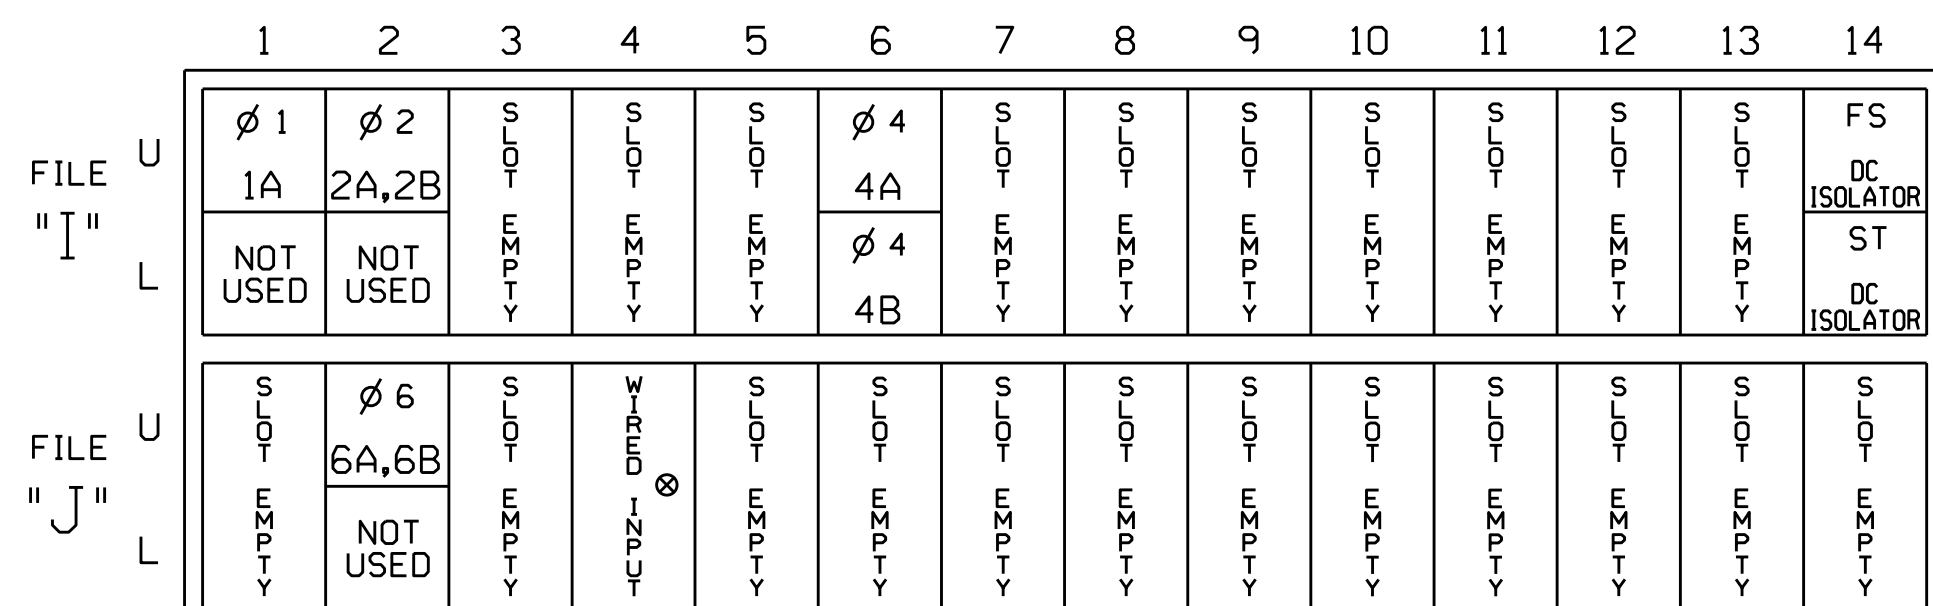 1 2 3 4 5 6 7 8 9 10 11 12 13 14
FILE "I"
U
L
Ø 1
1A
NOT
USED
Ø 2
2A,2B
NOT
USED
SLOT EMPTY
SLOT EMPTY
SLOT EMPTY
Ø 4
4A
Ø 4
4B
SLOT EMPTY
SLOT EMPTY
SLOT EMPTY
SLOT EMPTY
SLOT EMPTY
SLOT EMPTY
SLOT EMPTY
FS
DC
ISOLATOR
ST
DC
ISOLATOR
FILE "J"
U
L
SLOT EMPTY
Ø 6
6A,6B
NOT
USED
SLOT EMPTY
WIRED INPUT
⊗
SLOT EMPTY
SLOT EMPTY
SLOT EMPTY
SLOT EMPTY
SLOT EMPTY
SLOT EMPTY
SLOT EMPTY
SLOT EMPTY
SLOT EMPTY
SLOT EMPTY